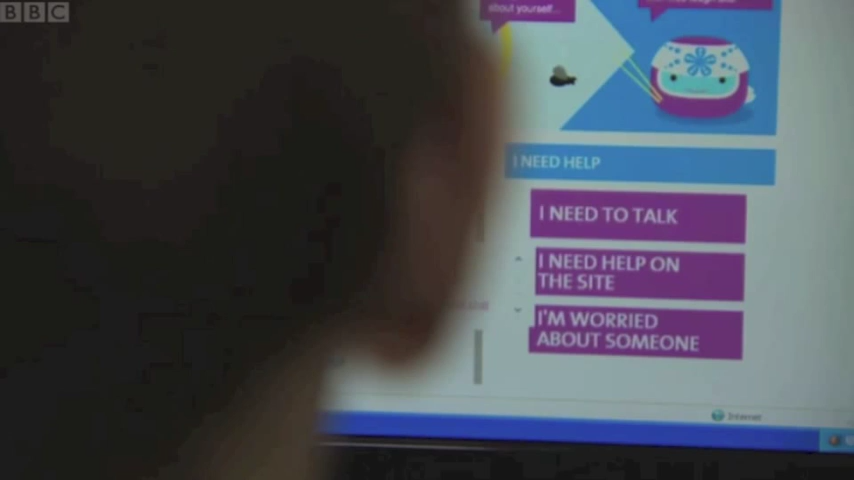 BBC
about yourself...
I NEED HELP
I NEED TO TALK
I NEED HELP ON
THE SITE
I'M WORRIED
ABOUT SOMEONE
Internet